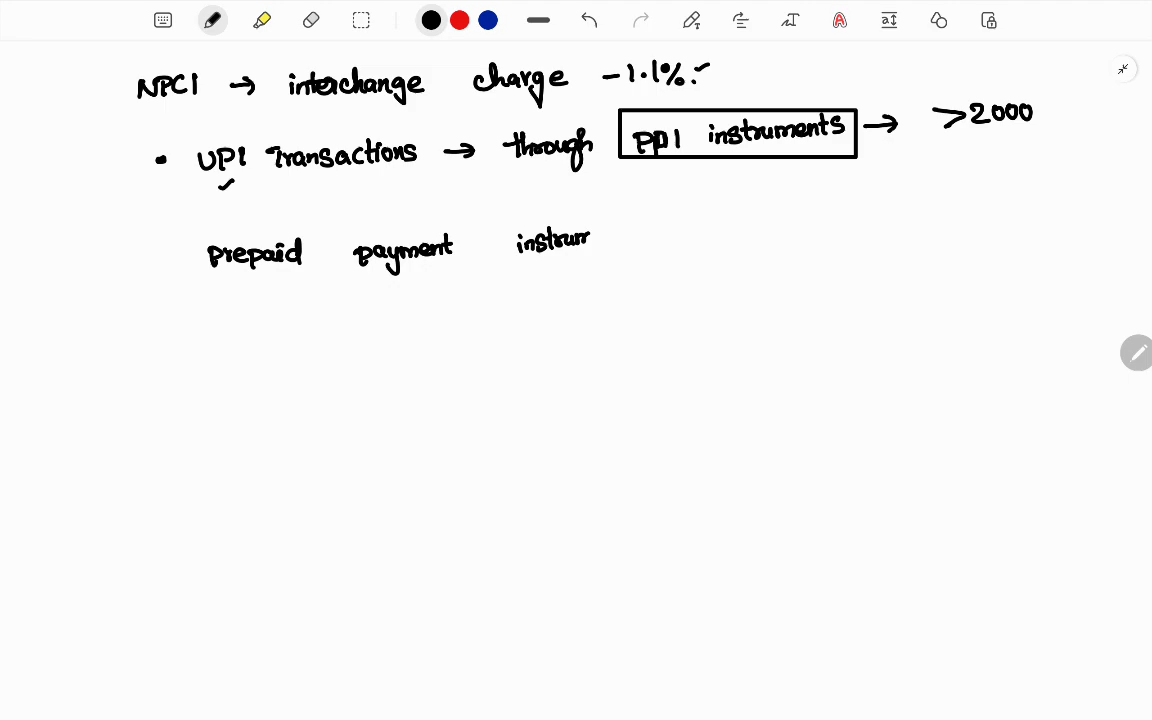 NPCI → interchange charge - 1.1%.
• UPI Transactions → through PPI instruments → >2000
prepaid payment instrum